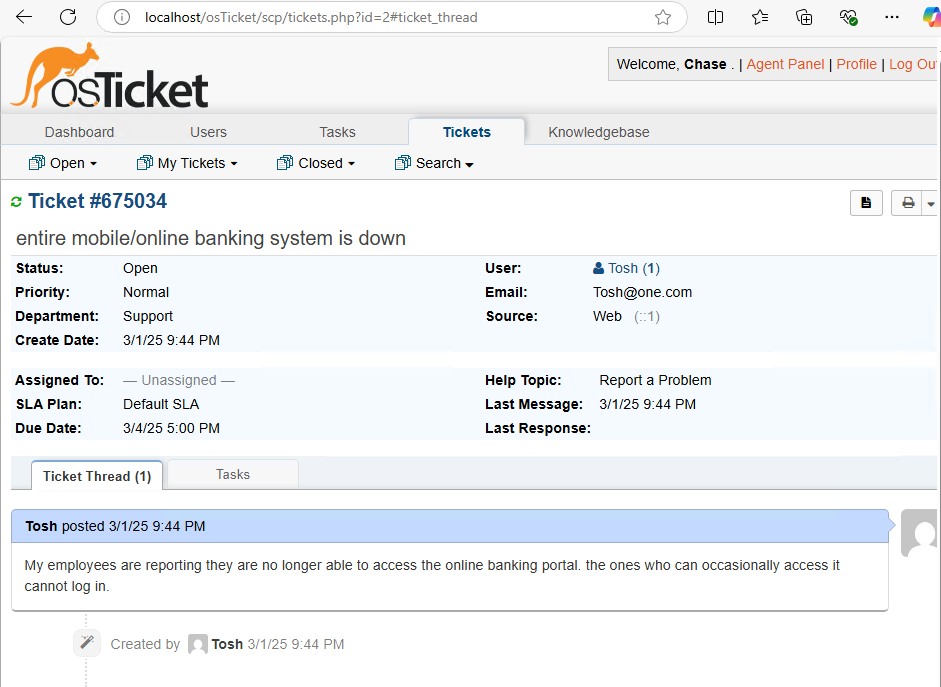 localhost/osTicket/scp/tickets.php?id=2#ticket_thread
Welcome, Chase . | Agent Panel | Profile | Log Ou
osTicket
Dashboard Users Tasks Tickets Knowledgebase
Open My Tickets Closed Search
Ticket #675034
entire mobile/online banking system is down
Status: Open User: Tosh (1)
Priority: Normal Email: Tosh@one.com
Department: Support Source: Web (::1)
Create Date: 3/1/25 9:44 PM
Assigned To: — Unassigned — Help Topic: Report a Problem
SLA Plan: Default SLA Last Message: 3/1/25 9:44 PM
Due Date: 3/4/25 5:00 PM Last Response:
Ticket Thread (1) Tasks
Tosh posted 3/1/25 9:44 PM
My employees are reporting they are no longer able to access the online banking portal. the ones who can occasionally access it
cannot log in.
Created by Tosh 3/1/25 9:44 PM